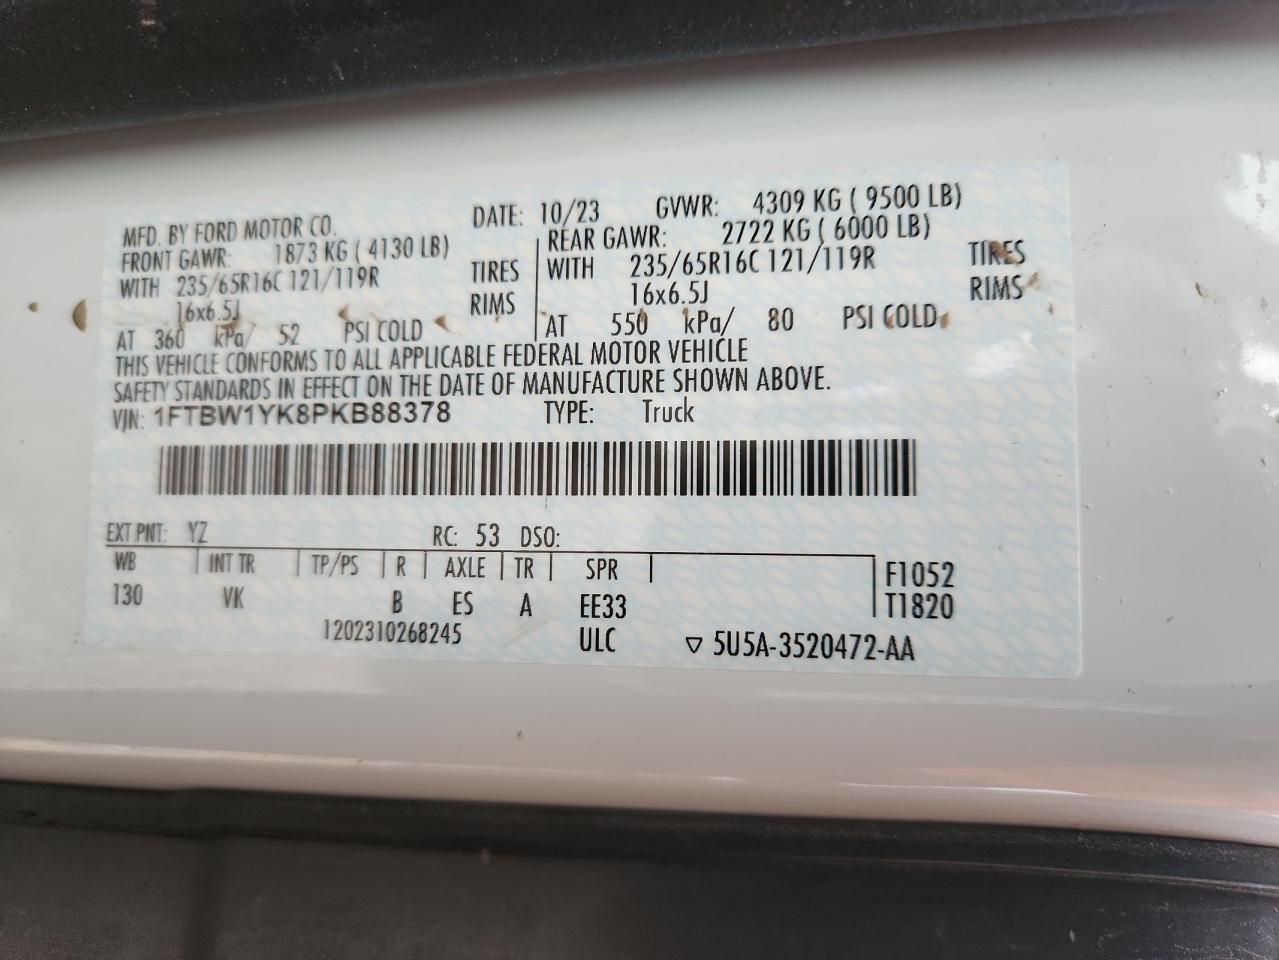 MFD. BY FORD MOTOR CO. DATE: 10/23 GVWR: 4309 KG ( 9500 LB)
FRONT GAWR: 1873 KG ( 4130 LB) REAR GAWR: 2722 KG ( 6000 LB)
WITH 235/65R16C 121/119R TIRES WITH 235/65R16C 121/119R TIRES
16x6.5J RIMS 16x6.5J RIMS
AT 360 kPa/ 52 PSI COLD AT 550 kPa/ 80 PSI COLD
THIS VEHICLE CONFORMS TO ALL APPLICABLE FEDERAL MOTOR VEHICLE
SAFETY STANDARDS IN EFFECT ON THE DATE OF MANUFACTURE SHOWN ABOVE.
VIN: 1FTBW1YK8PKB88378 TYPE: Truck
EXT PNT: YZ RC: 53 DSO:
WB INT TR TP/PS R AXLE TR SPR F1052
130 VK B ES A EE33 T1820
1202310268245 ULC ▽ 5U5A-3520472-AA